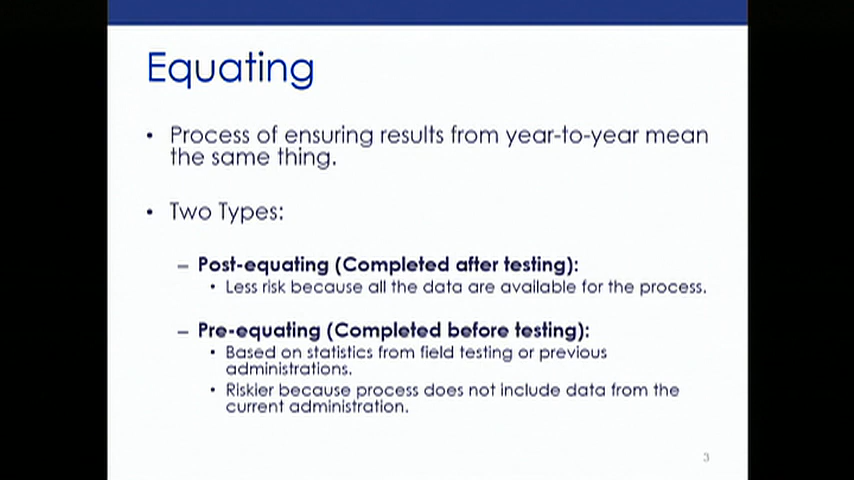 Equating
• Process of ensuring results from year-to-year mean
the same thing.
• Two Types:
– Post-equating (Completed after testing):
• Less risk because all the data are available for the process.
– Pre-equating (Completed before testing):
• Based on statistics from field testing or previous
administrations.
• Riskier because process does not include data from the
current administration.
3